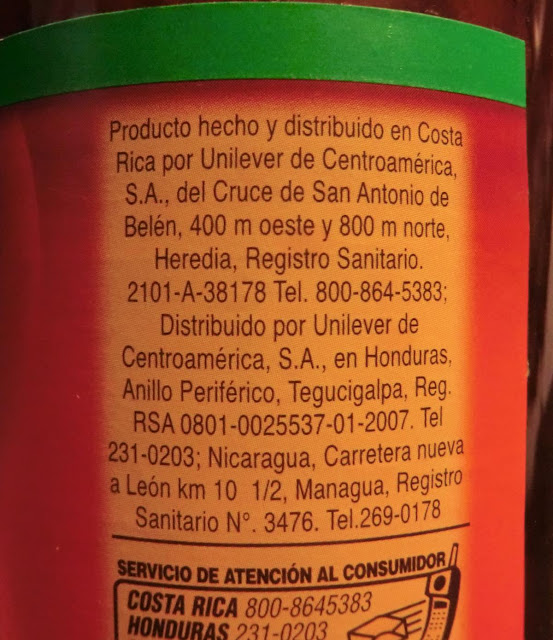 Producto hecho y distribuido en Costa
Rica por Unilever de Centroamérica,
S.A., del Cruce de San Antonio de
Belén, 400 m oeste y 800 m norte,
Heredia, Registro Sanitario.
2101-A-38178 Tel. 800-864-5383;
Distribuido por Unilever de
Centroamérica, S.A., en Honduras,
Anillo Periférico, Tegucigalpa, Reg.
RSA 0801-0025537-01-2007. Tel
231-0203; Nicaragua, Carretera nueva
a León km 10 1/2, Managua, Registro
Sanitario N°. 3476. Tel.269-0178
SERVICIO DE ATENCIÓN AL CONSUMIDOR
COSTA RICA 800-8645383
HONDURAS 231-0203